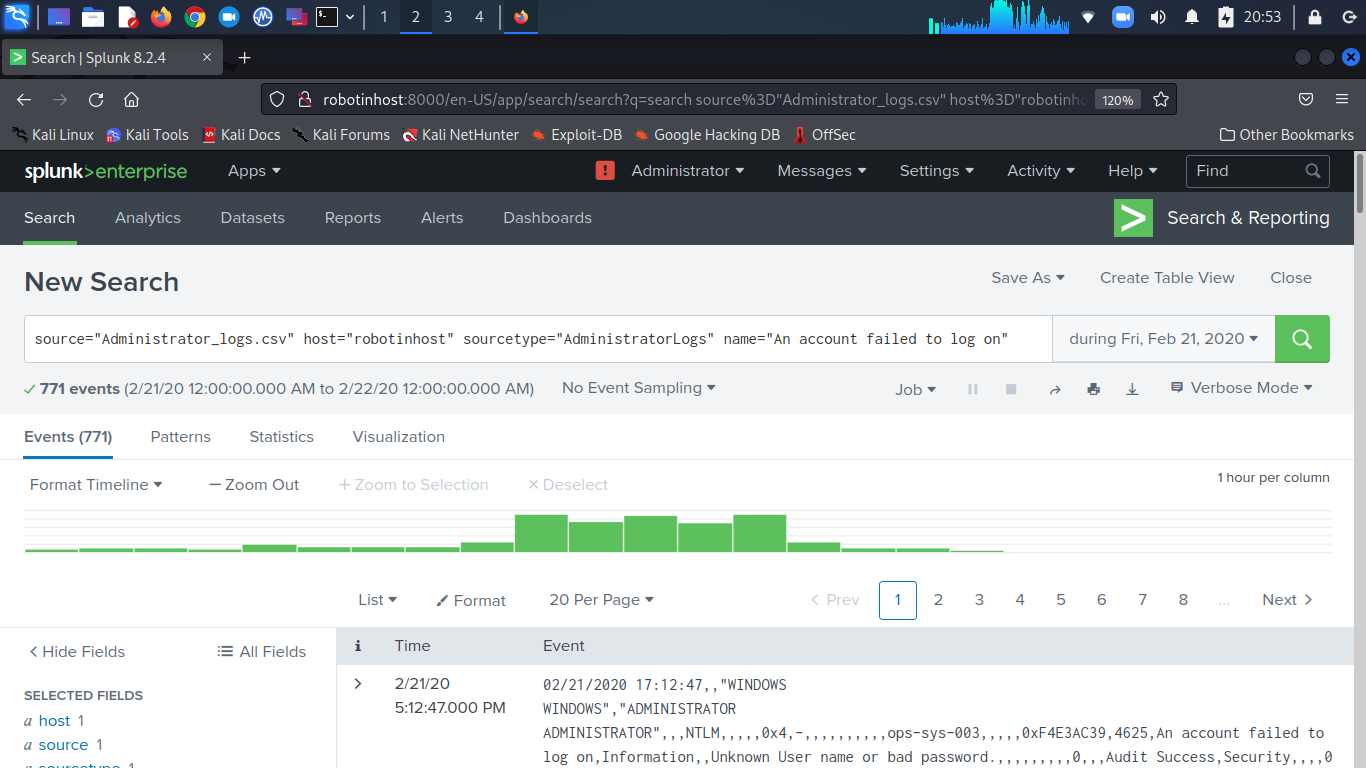 1 2 3 4 20:53
Search | Splunk 8.2.4
robotinhost:8000/en-US/app/search/search?q=search source%3D"Administrator_logs.csv" host%3D"robotinho 120%
Kali Linux Kali Tools Kali Docs Kali Forums Kali NetHunter Exploit-DB Google Hacking DB OffSec Other Bookmarks
splunk>enterprise Apps ! Administrator Messages Settings Activity Help Find
Search Analytics Datasets Reports Alerts Dashboards > Search & Reporting
New Search Save As Create Table View Close
source="Administrator_logs.csv" host="robotinhost" sourcetype="AdministratorLogs" name="An account failed to log on" during Fri, Feb 21, 2020
771 events (2/21/20 12:00:00.000 AM to 2/22/20 12:00:00.000 AM) No Event Sampling Job Verbose Mode
Events (771) Patterns Statistics Visualization
Format Timeline — Zoom Out + Zoom to Selection × Deselect 1 hour per column
List Format 20 Per Page < Prev 1 2 3 4 5 6 7 8 ... Next >
< Hide Fields All Fields i Time Event
SELECTED FIELDS
a host 1
a source 1
a sourcetype 1
2/21/20
5:12:47.000 PM
02/21/2020 17:12:47,,"WINDOWS
WINDOWS","ADMINISTRATOR
ADMINISTRATOR",,,NTLM,,,,,0x4,-,,,,,,,,,,ops-sys-003,,,,,0xF4E3AC39,4625,An account failed to
log on,Information,,Unknown User name or bad password.,,,,,,,,,,0,,,Audit Success,Security,,,,0